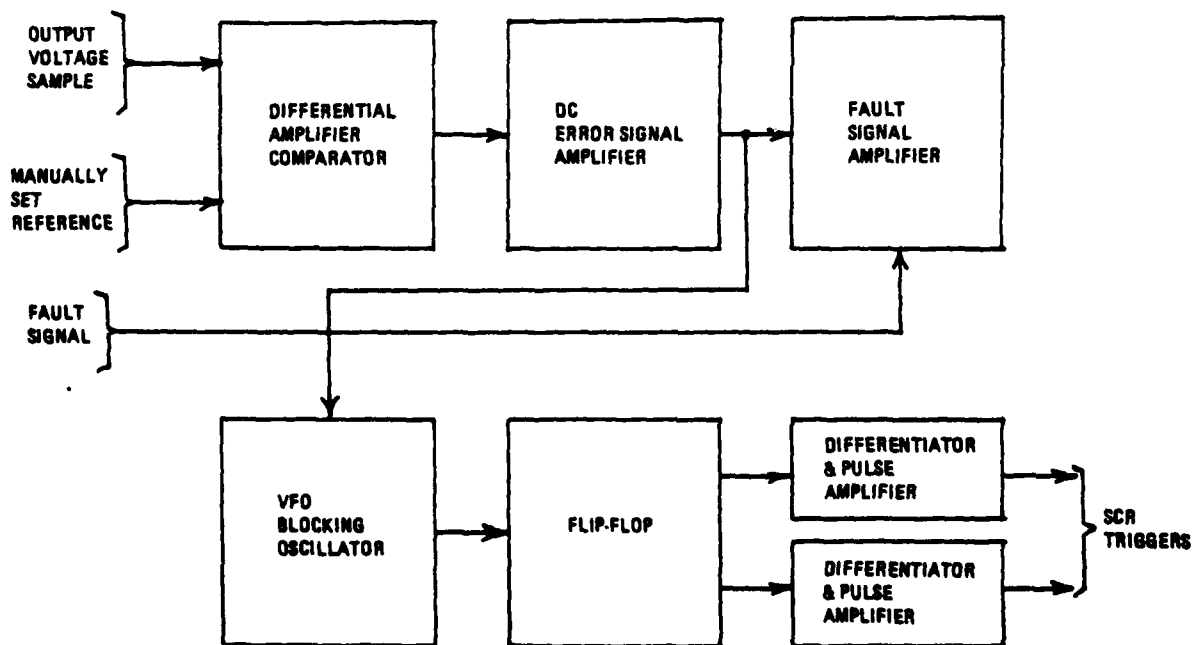 OUTPUT
VOLTAGE
SAMPLE
DIFFERENTIAL
AMPLIFIER
COMPARATOR
DC
ERROR SIGNAL
AMPLIFIER
FAULT
SIGNAL
AMPLIFIER
MANUALLY
SET
REFERENCE
FAULT
SIGNAL
VFO
BLOCKING
OSCILLATOR
FLIP-FLOP
DIFFERENTIATOR
& PULSE
AMPLIFIER
DIFFERENTIATOR
& PULSE
AMPLIFIER
SCR
TRIGGERS